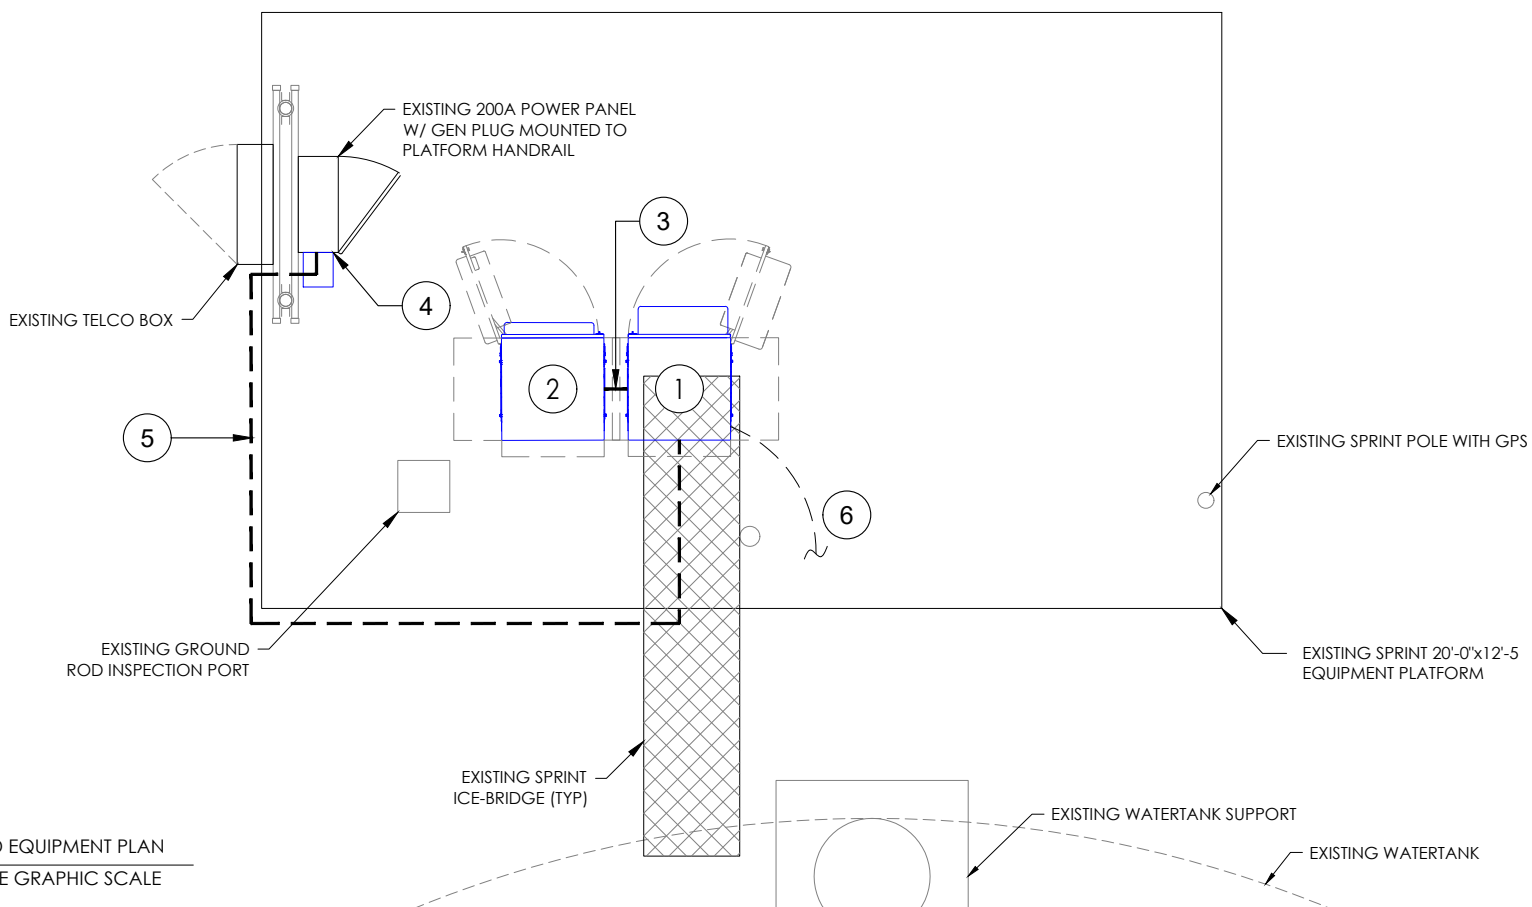 EXISTING 200A POWER PANEL
W/ GEN PLUG MOUNTED TO
PLATFORM HANDRAIL
3
4
EXISTING TELCO BOX
2
1
5
EXISTING SPRINT POLE WITH GPS
6
EXISTING GROUND
ROD INSPECTION PORT
EXISTING SPRINT 20'-0"x12'-5
EQUIPMENT PLATFORM
EXISTING SPRINT
ICE-BRIDGE (TYP)
EXISTING WATERTANK SUPPORT
EXISTING WATERTANK
EQUIPMENT PLAN
GRAPHIC SCALE